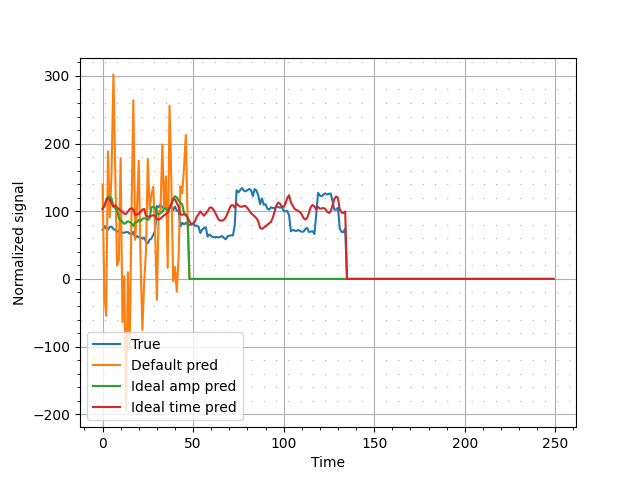 300
200
100
0
−100
−200
Normalized signal
True
Default pred
Ideal amp pred
Ideal time pred
0 50 100 150 200 250
Time